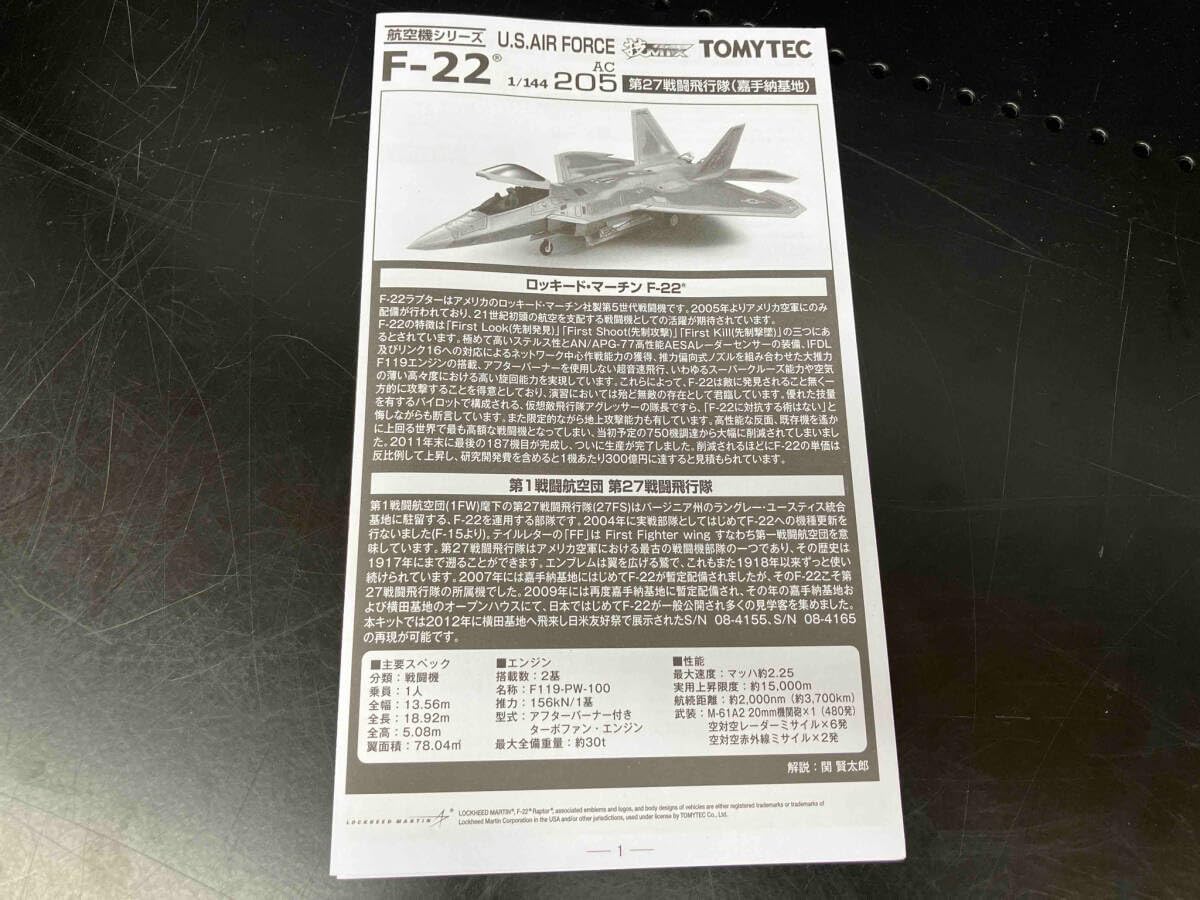 航空機シリーズ U.S.AIR FORCE 技MIX TOMYTEC
F-22® 1/144 AC 205 第27戦闘飛行隊(嘉手納基地)
ロッキード・マーチン F-22®
F-22ラプターはアメリカのロッキード・マーチン社製第5世代戦闘機です。2005年よりアメリカ空軍にのみ
配備が行われており、21世紀初頭の航空を支配する戦闘機としての活躍が期待されています。
F-22の特徴は「First Look(先制発見)」「First Shoot(先制攻撃)」「First Kill(先制撃墜)」の三つにあ
るとされています。極めて高いステルス性とAN/APG-77高性能AESAレーダーセンサーの装備、IFDL
及びリンク16への対応によるネットワーク中心作戦能力の獲得、推力偏向式ノズルを組み合わせた大推力
F119エンジンの搭載、アフターバーナーを使用しない超音速飛行、いわゆるスーパークルーズ能力や空気
の薄い高々度における高い旋回能力を実現しています。これらによって、F-22は敵に発見されること無く一
方的に攻撃することを得意としており、演習においては殆ど無敵の存在として君臨しています。優れた技量
を有するパイロットで構成される、仮想敵飛行隊アグレッサーの隊長ですら、「F-22に対抗する術はない」と
悔しながらも断言しています。また限定的ながら地上攻撃能力も有しています。高性能な反面、既存機を遙か
に上回る世界で最も高額な戦闘機となってしまい、当初予定の750機調達から大幅に削減されてしまいまし
た。2011年末に最後の187機目が完成し、ついに生産が完了しました。削減されるほどにF-22の単価は
反比例して上昇し、研究開発費を含めると1機あたり300億円に達すると見積もられています。
第1戦闘航空団 第27戦闘飛行隊
第1戦闘航空団(1FW)麾下の第27戦闘飛行隊(27FS)はバージニア州のラングレー・ユースティス統合
基地に駐留する、F-22を運用する部隊です。2004年に実戦部隊としてはじめてF-22への機種更新を
行ないました(F-15より)。テイルレターの「FF」は First Fighter wing すなわち第一戦闘航空団を意
味しています。第27戦闘飛行隊はアメリカ空軍における最古の戦闘機部隊の一つであり、その歴史は
1917年にまで遡ることができます。エンブレムは翼を広げる鷲で、これもまた1918年以来ずっと使い
続けられています。2007年には嘉手納基地にはじめてF-22が暫定配備されましたが、そのF-22こそ第
27戦闘飛行隊の所属機でした。2009年には再度嘉手納基地に暫定配備され、その年の嘉手納基地お
よび横田基地のオープンハウスにて、日本ではじめてF-22が一般公開され多くの見学客を集めました。
本キットでは2012年に横田基地へ飛来し日米友好祭で展示されたS/N 08-4155、S/N 08-4165
の再現が可能です。
■主要スペック
分類：戦闘機
乗員：1人
全幅：13.56m
全長：18.92m
全高：5.08m
翼面積：78.04㎡
■エンジン
搭載数：2基
名称：F119-PW-100
推力：156kN/1基
型式：アフターバーナー付き
ターボファン・エンジン
最大全備重量：約30t
■性能
最大速度：マッハ約2.25
実用上昇限度：約15,000m
航続距離：約2,000nm（約3,700km）
武装：M-61A2 20mm機関砲×1（480発）
空対空レーダーミサイル×6発
空対空赤外線ミサイル×2発
解説：関 賢太郎
LOCKHEED MARTIN®
LOCKHEED MARTIN®, F-22® Raptor®, associated emblems and logos, and body designs of vehicles are either registered trademarks or trademarks of
Lockheed Martin Corporation in the USA and/or other jurisdictions, used under license by TOMYTEC Co., Ltd.
— 1 —